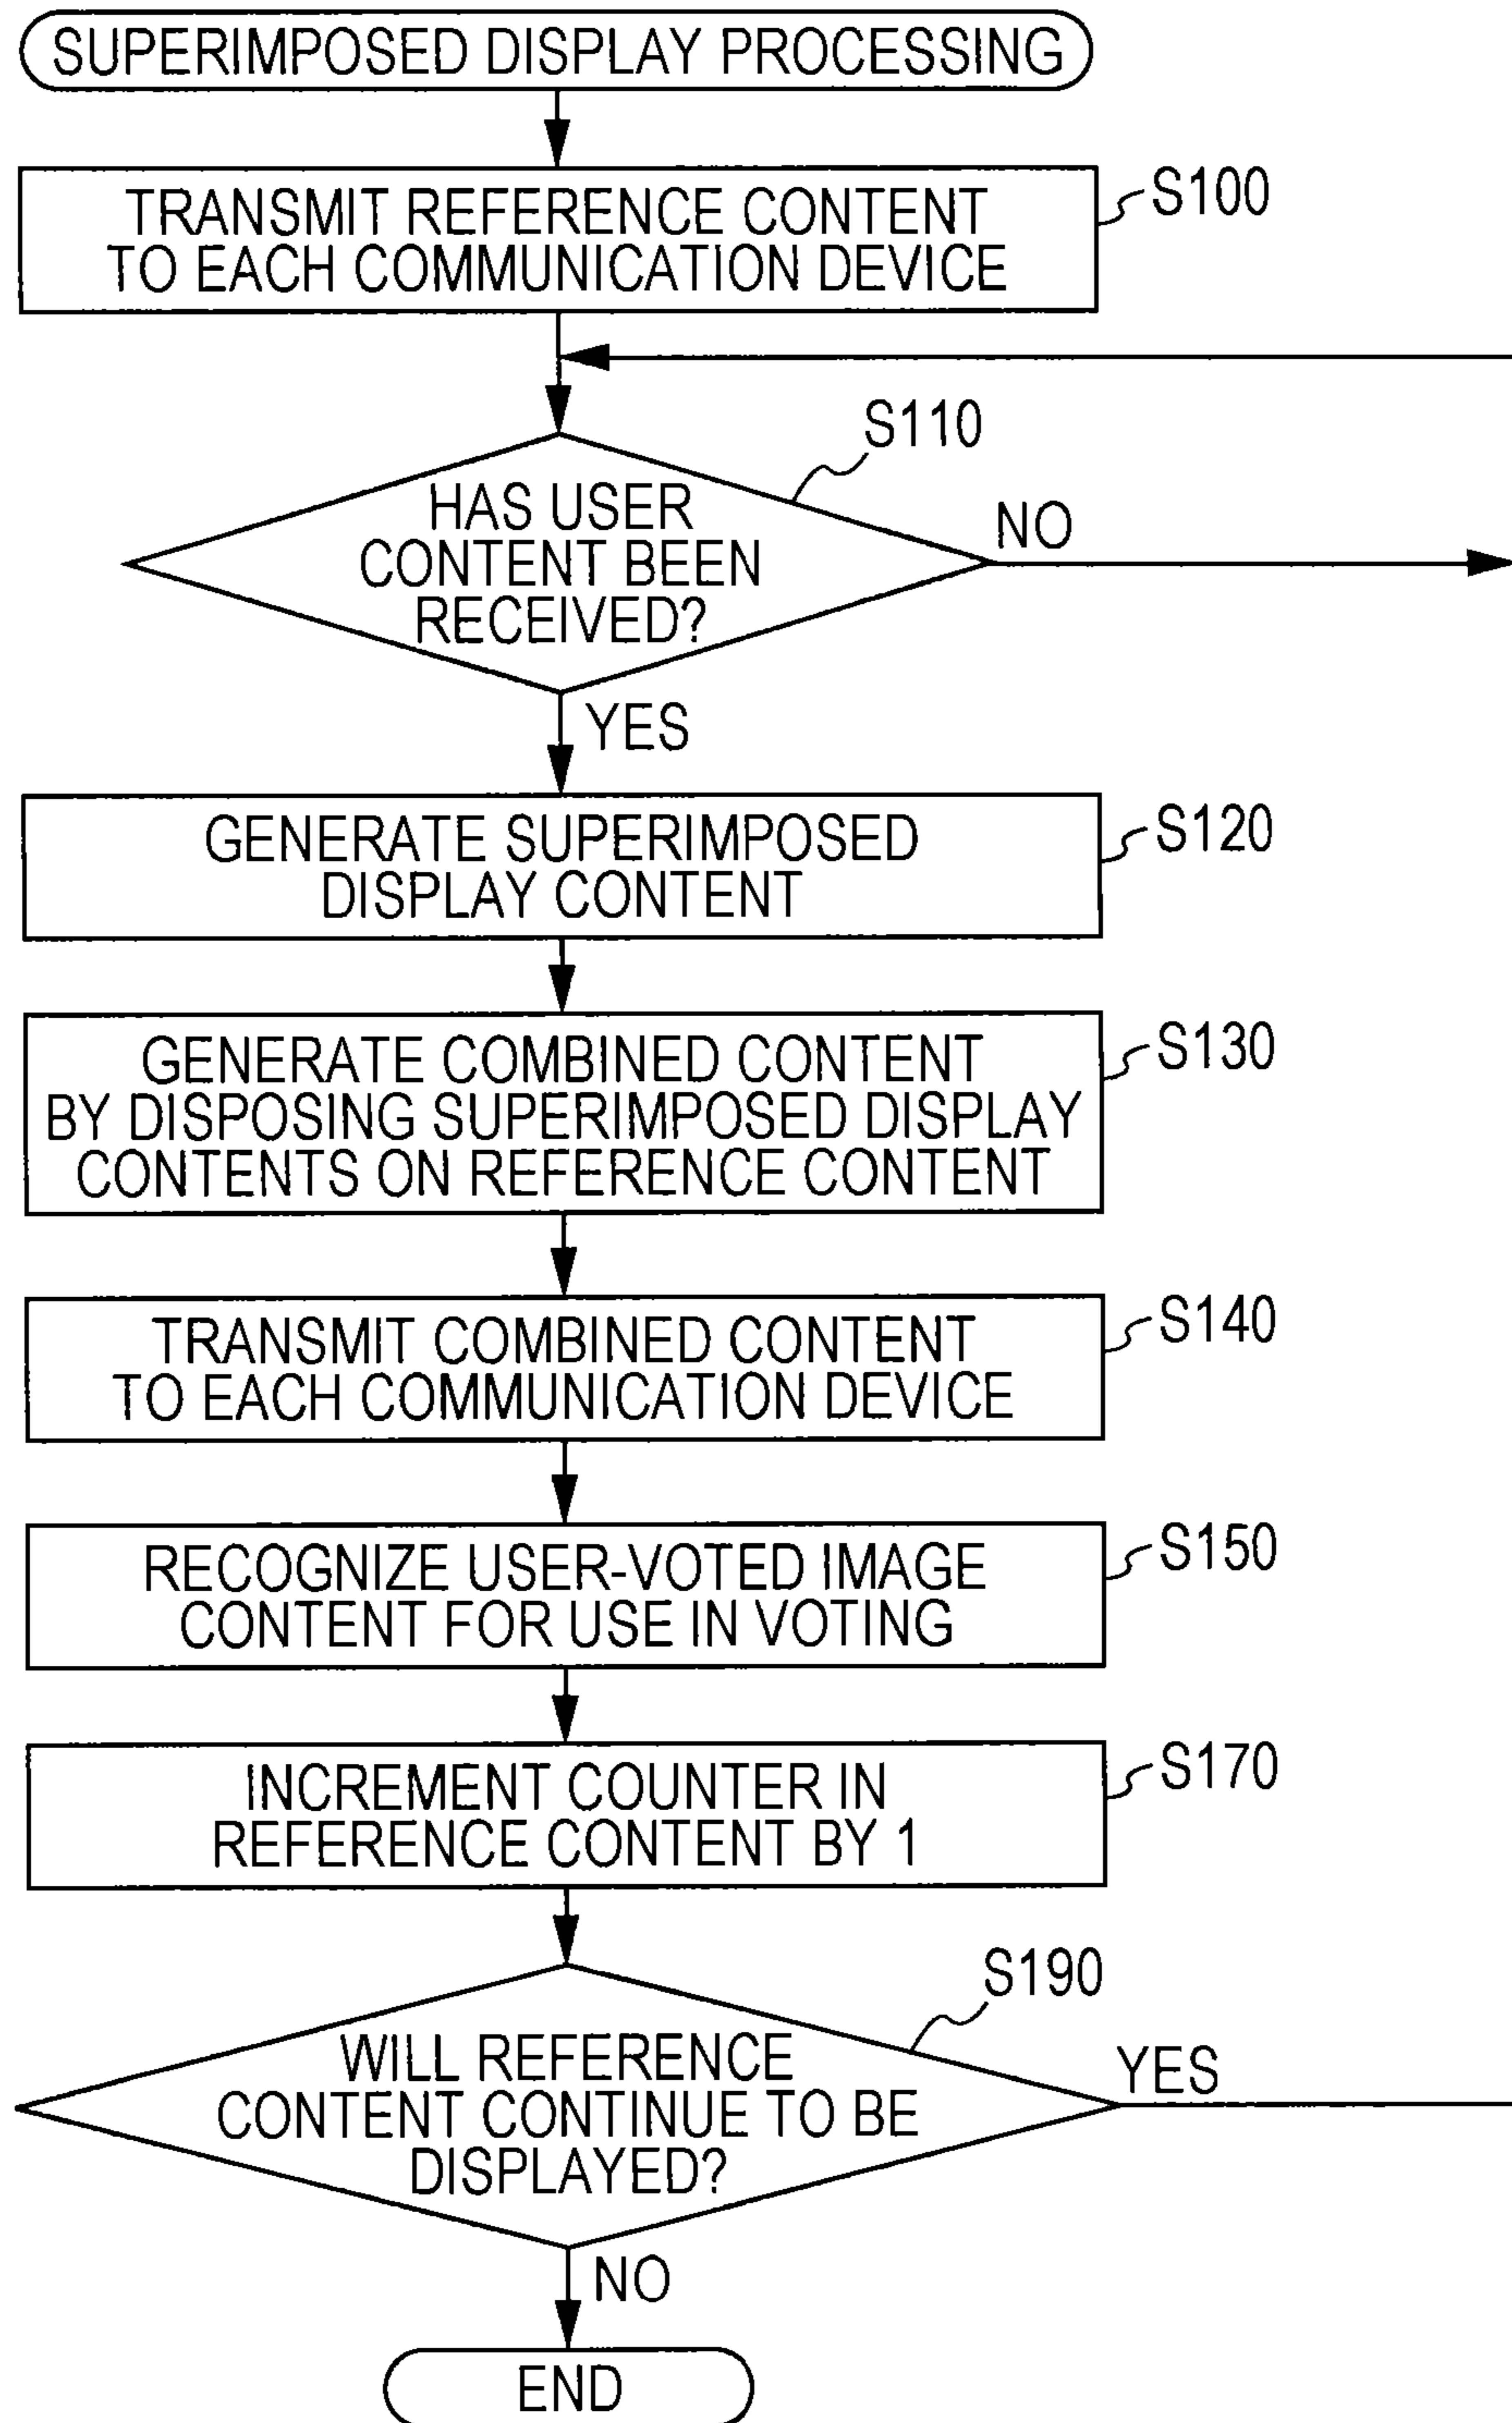 SUPERIMPOSED DISPLAY PROCESSING
TRANSMIT REFERENCE CONTENT
TO EACH COMMUNICATION DEVICE
S100
S110
HAS USER
CONTENT BEEN
RECEIVED?
NO
YES
GENERATE SUPERIMPOSED
DISPLAY CONTENT
S120
GENERATE COMBINED CONTENT
BY DISPOSING SUPERIMPOSED DISPLAY
CONTENTS ON REFERENCE CONTENT
S130
TRANSMIT COMBINED CONTENT
TO EACH COMMUNICATION DEVICE
S140
RECOGNIZE USER-VOTED IMAGE
CONTENT FOR USE IN VOTING
S150
INCREMENT COUNTER IN
REFERENCE CONTENT BY 1
S170
S190
WILL REFERENCE
CONTENT CONTINUE TO BE
DISPLAYED?
YES
NO
END